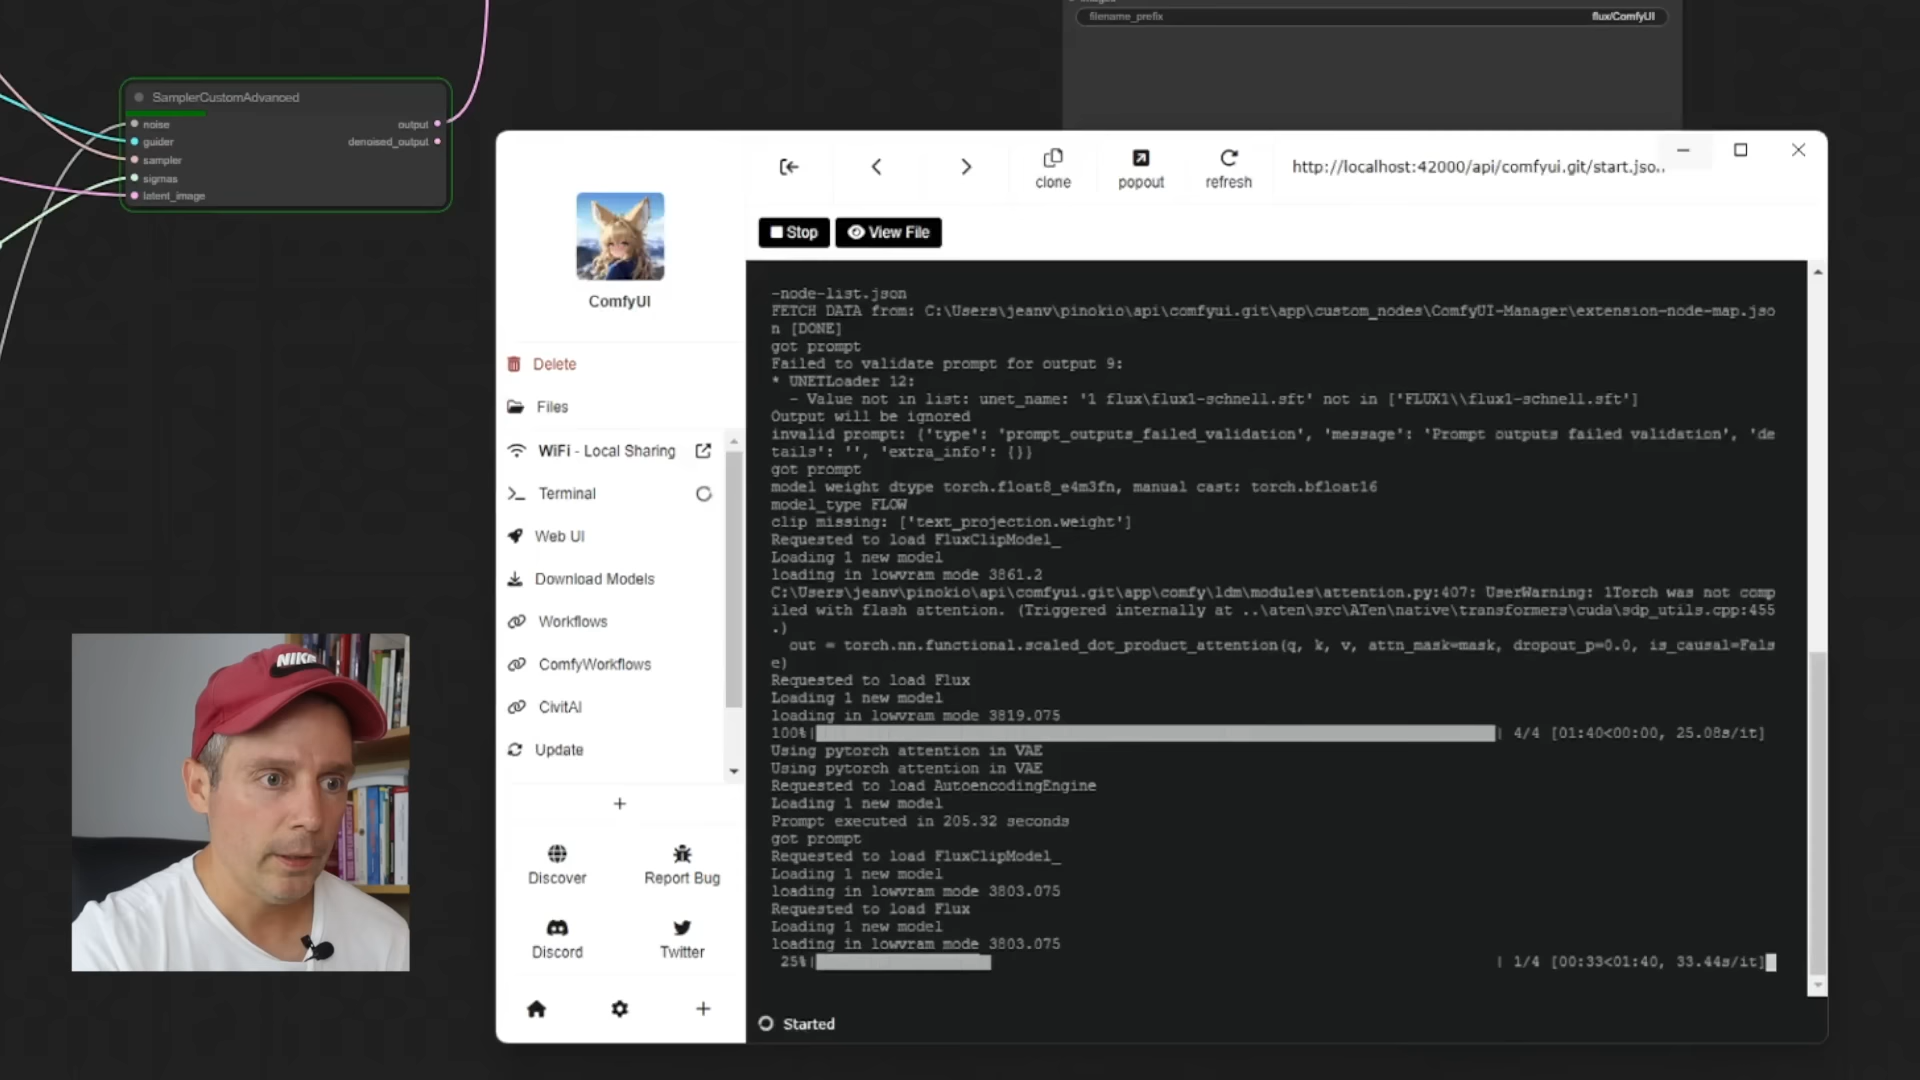 filename_prefix
flux/ComfyUI
SamplerCustomAdvanced
noise
output
guider
denoised_output
sampler
sigmas
latent_image
clone
popout
refresh
http://localhost:42000/api/comfyui.git/start.jso..
Stop
View File
ComfyUI
Delete
Files
WiFi - Local Sharing
Terminal
Web UI
Download Models
Workflows
ComfyWorkflows
CivitAI
Update
Discover
Report Bug
Discord
Twitter
-node-list.json
FETCH DATA from: C:\Users\jeanv\pinokio\api\comfyui.git\app\custom_nodes\ComfyUI-Manager\extension-node-map.jso
n [DONE]
got prompt
Failed to validate prompt for output 9:
* UNETLoader 12:
- Value not in list: unet_name: '1 flux\flux1-schnell.sft' not in ['FLUX1\\flux1-schnell.sft']
Output will be ignored
invalid prompt: {'type': 'prompt_outputs_failed_validation', 'message': 'Prompt outputs failed validation', 'de
tails': '', 'extra_info': {}}
got prompt
model weight dtype torch.float8_e4m3fn, manual cast: torch.bfloat16
model_type FLOW
clip missing: ['text_projection.weight']
Requested to load FluxClipModel_
Loading 1 new model
loading in lowvram mode 3861.2
C:\Users\jeanv\pinokio\api\comfyui.git\app\comfy\ldm\modules\attention.py:407: UserWarning: 1Torch was not comp
iled with flash attention. (Triggered internally at ..\aten\src\ATen\native\transformers\cuda\sdp_utils.cpp:455
.)
out = torch.nn.functional.scaled_dot_product_attention(q, k, v, attn_mask=mask, dropout_p=0.0, is_causal=Fals
e)
Requested to load Flux
Loading 1 new model
loading in lowvram mode 3819.075
100%| | 4/4 [01:40<00:00, 25.08s/it]
Using pytorch attention in VAE
Using pytorch attention in VAE
Requested to load AutoencodingEngine
Loading 1 new model
Prompt executed in 205.32 seconds
got prompt
Requested to load FluxClipModel_
Loading 1 new model
loading in lowvram mode 3803.075
Requested to load Flux
Loading 1 new model
loading in lowvram mode 3803.075
25%| | 1/4 [00:33<01:40, 33.44s/it]
Started
NIKE